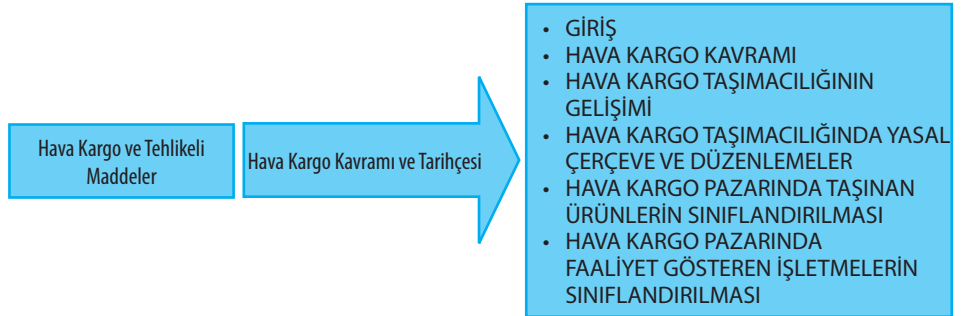 Hava Kargo ve Tehlikeli
Maddeler
Hava Kargo Kavramı ve Tarihçesi
• GİRİŞ
• HAVA KARGO KAVRAMI
• HAVA KARGO TAŞIMACILIĞININ
GELİŞİMİ
• HAVA KARGO TAŞIMACILIĞINDA YASAL
ÇERÇEVE VE DÜZENLEMELER
• HAVA KARGO PAZARINDA TAŞINAN
ÜRÜNLERİN SINIFLANDIRILMASI
• HAVA KARGO PAZARINDA
FAALİYET GÖSTEREN İŞLETMELERİN
SINIFLANDIRILMASI